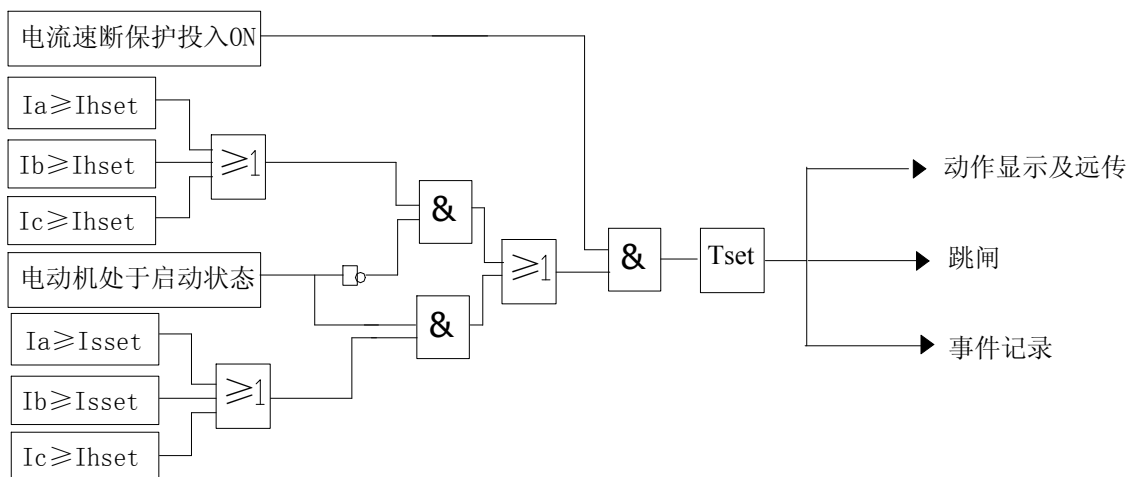 电流速断保护投入ON
Ia≥Ihset
Ib≥Ihset
Ic≥Ihset
≥1
&
电动机处于启动状态
≥1
&
Tset
&
Ia≥Isset
Ib≥Isset
Ic≥Ihset
≥1
动作显示及远传
跳闸
事件记录